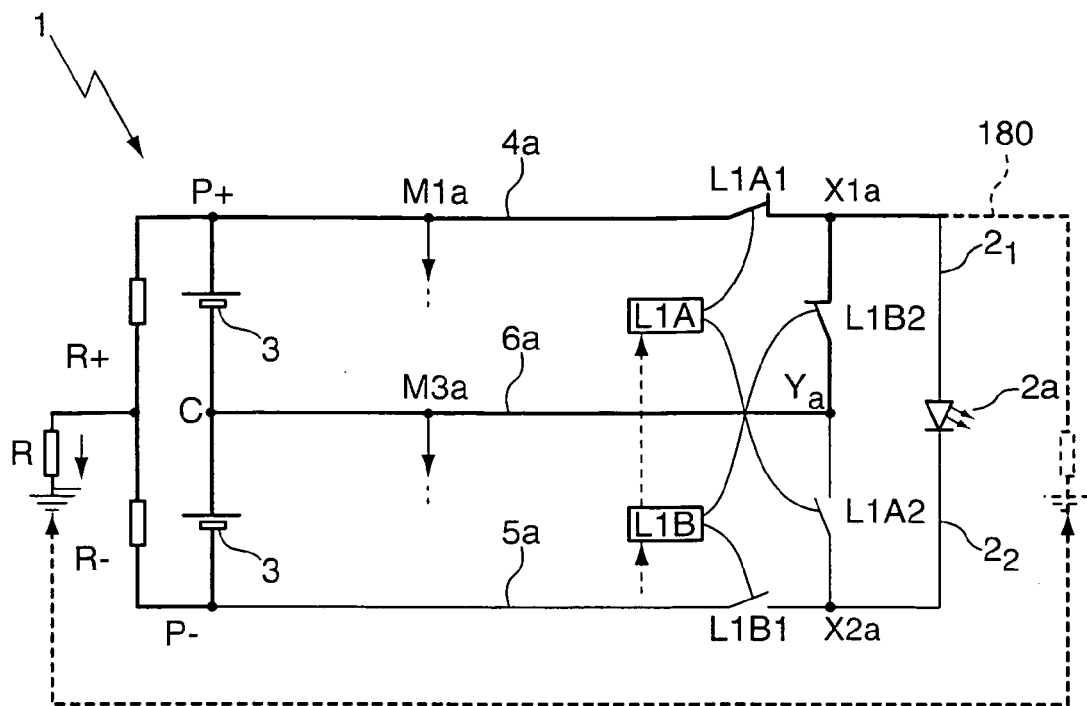 1
4a
180
P+
M1a
L1A1
X1a
2₁
L1A
L1B2
3
6a
R+
M3a
Yₐ
2a
C
R
L1B
L1A2
R-
3
5a
2₂
P-
L1B1
X2a